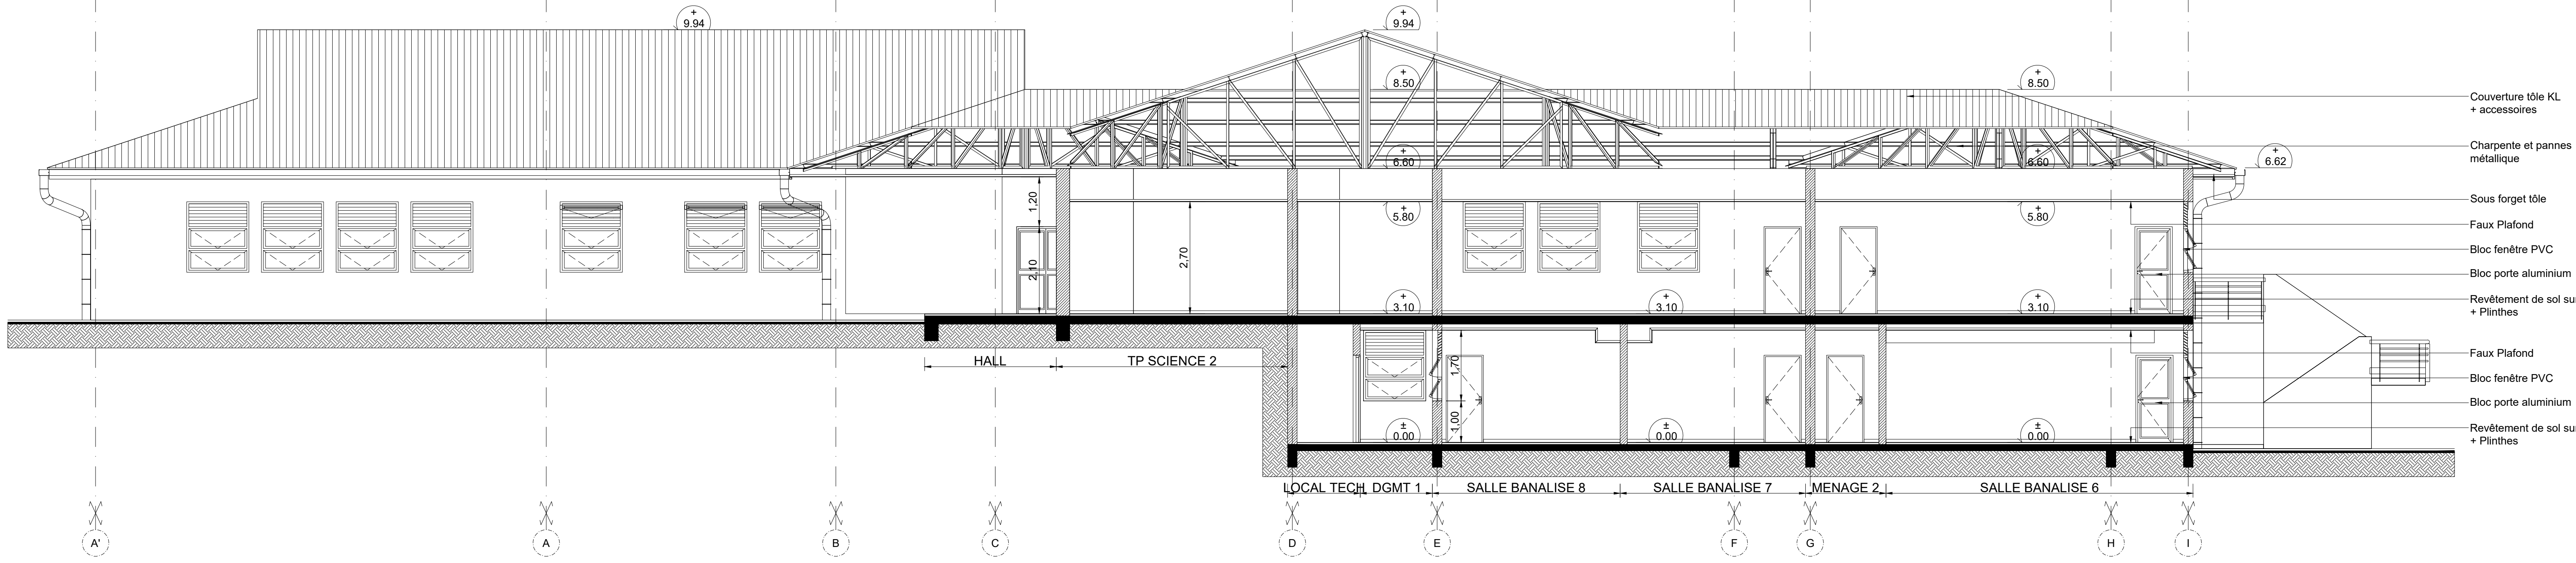 +
9.94
+
9.94
+
8.50
+
8.50
Couverture tôle KL
+ accessoires
Charpente et pannes
métallique
+
6.60
+
6.60
+
6.62
Sous forget tôle
1,20
+
5.80
+
5.80
Faux Plafond
2,10
2,70
Bloc fenêtre PVC
Bloc porte aluminium
+
3.10
+
3.10
+
3.10
Revêtement de sol su
+ Plinthes
HALL
TP SCIENCE 2
1,70
Faux Plafond
Bloc fenêtre PVC
Bloc porte aluminium
1,00
±
0.00
±
0.00
±
0.00
Revêtement de sol su
+ Plinthes
LOCAL TECH
DGMT 1
SALLE BANALISE 8
SALLE BANALISE 7
MENAGE 2
SALLE BANALISE 6
A'
A
B
C
D
E
F
G
H
I